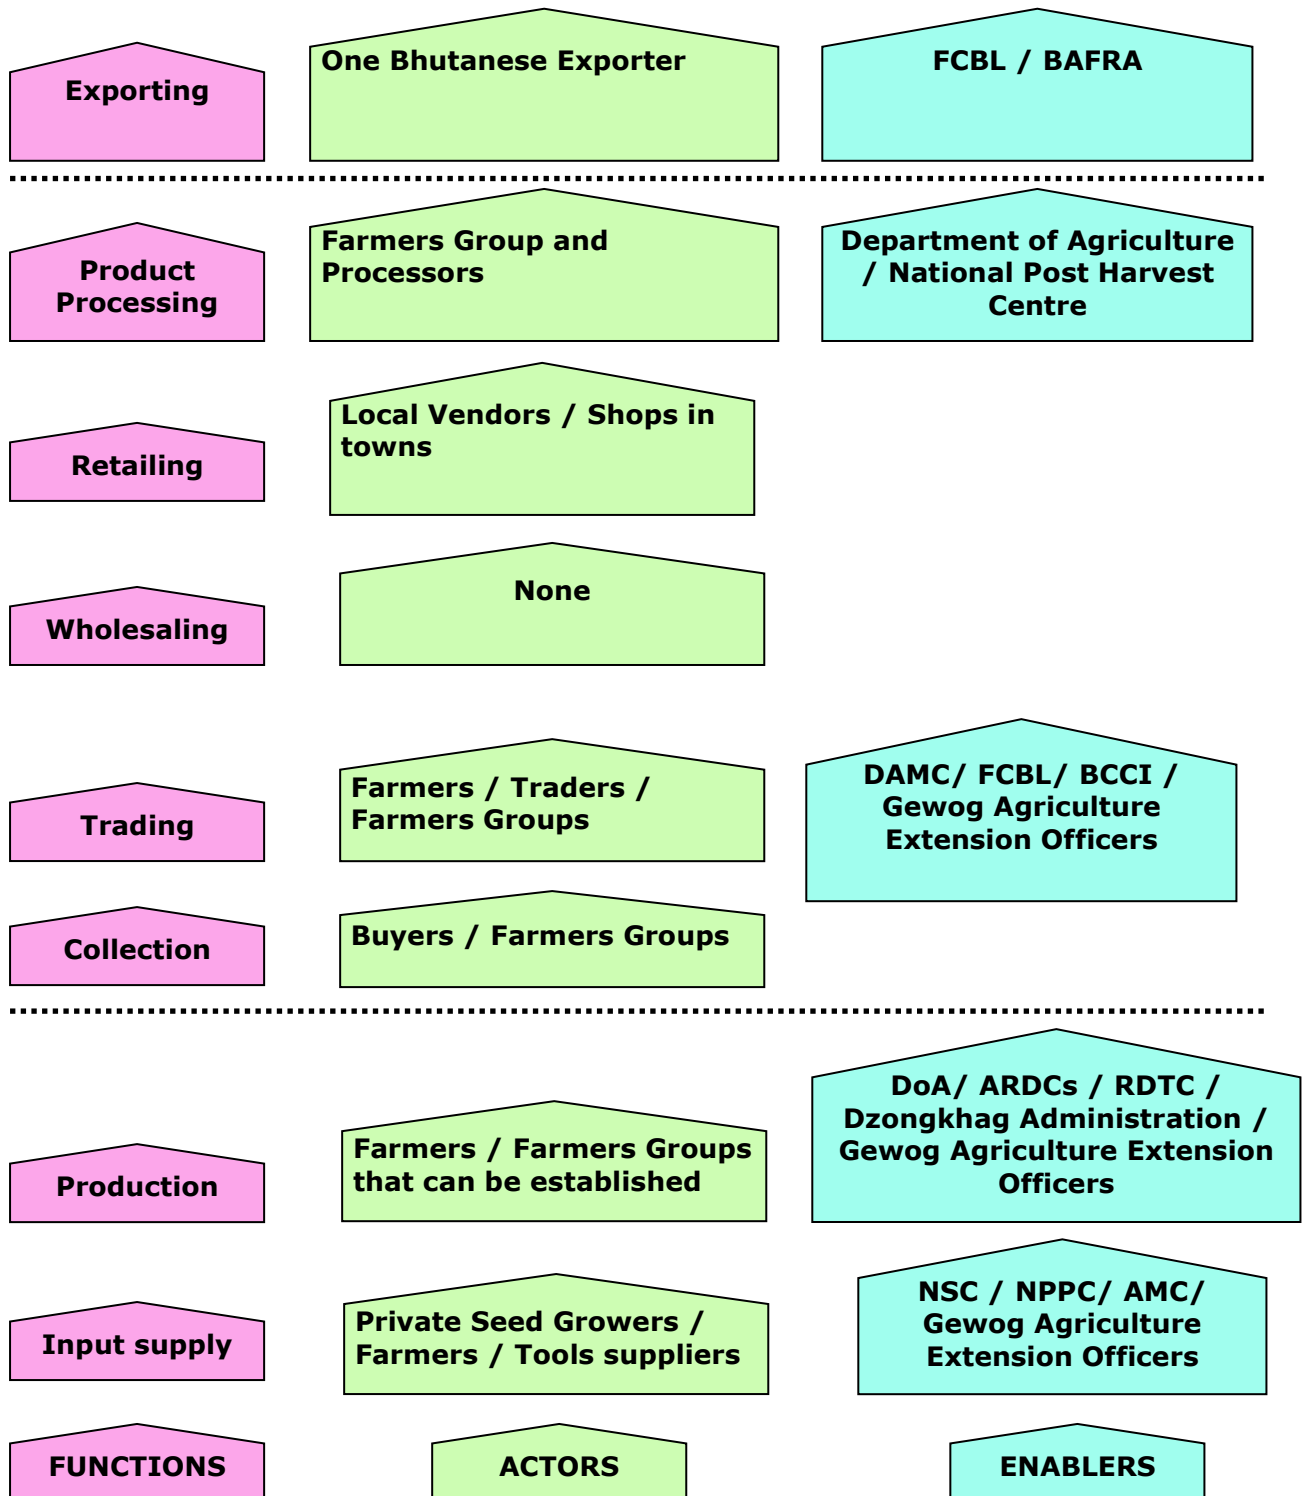 Exporting
One Bhutanese Exporter
FCBL / BAFRA
Product
Processing
Farmers Group and
Processors
Department of Agriculture
/ National Post Harvest
Centre
Retailing
Local Vendors / Shops in
towns
Wholesaling
None
Trading
Farmers / Traders /
Farmers Groups
DAMC/ FCBL/ BCCI /
Gewog Agriculture
Extension Officers
Collection
Buyers / Farmers Groups
Production
Farmers / Farmers Groups
that can be established
DoA/ ARDCs / RDTC /
Dzongkhag Administration /
Gewog Agriculture Extension
Officers
Input supply
Private Seed Growers /
Farmers / Tools suppliers
NSC / NPPC/ AMC/
Gewog Agriculture
Extension Officers
FUNCTIONS
ACTORS
ENABLERS